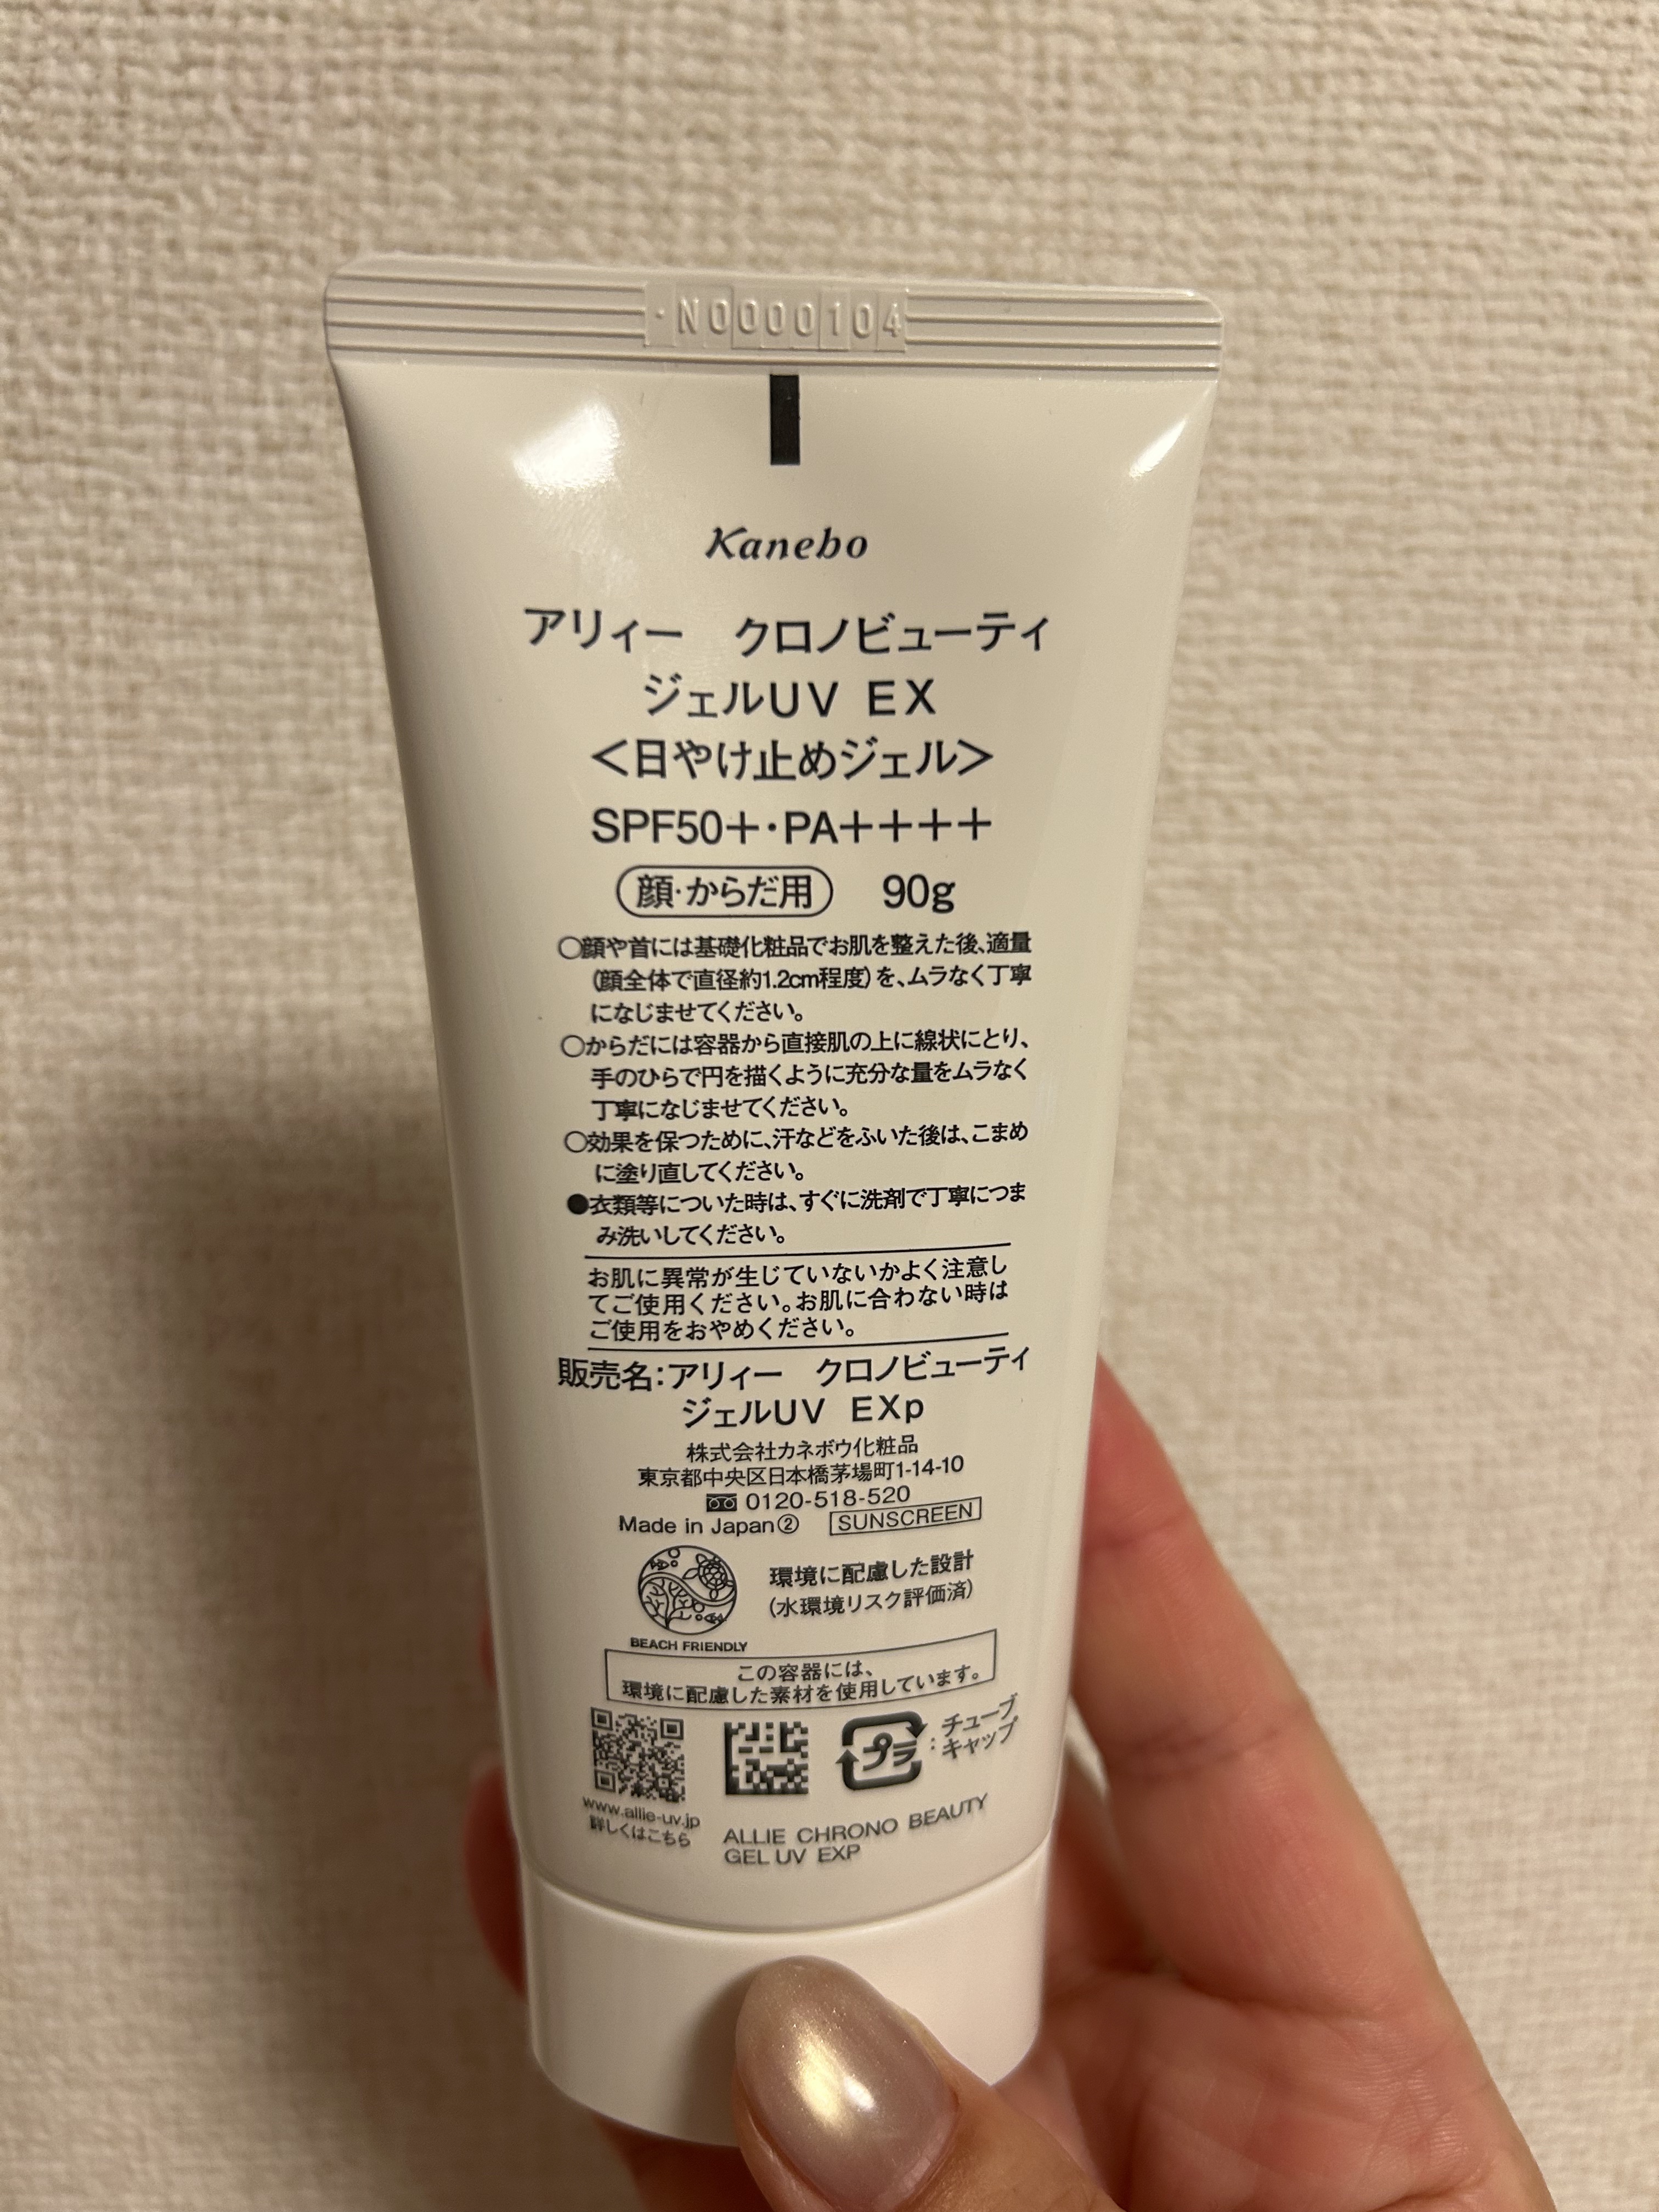 ·N0000104
Kanebo
アリィー　クロノビューティ
ジェルUV EX
＜日やけ止めジェル＞
SPF50＋・PA＋＋＋＋
顔・からだ用　90g
○顔や首には基礎化粧品でお肌を整えた後、適量
（顔全体で直径約1.2cm程度）を、ムラなく丁寧
になじませてください。
○からだには容器から直接肌の上に線状にとり、
手のひらで円を描くように充分な量をムラなく
丁寧になじませてください。
○効果を保つために、汗などをふいた後は、こまめ
に塗り直してください。
●衣類等についた時は、すぐに洗剤で丁寧につま
み洗いしてください。
お肌に異常が生じていないかよく注意し
てご使用ください。お肌に合わない時は
ご使用をおやめください。
販売名：アリィー　クロノビューティ
ジェルUV EXp
株式会社カネボウ化粧品
東京都中央区日本橋茅場町1-14-10
0120-518-520
Made in Japan② SUNSCREEN
環境に配慮した設計
（水環境リスク評価済）
BEACH FRIENDLY
この容器には、
環境に配慮した素材を使用しています。
プラ：チューブ
キャップ
www.allie-uv.jp
詳しくはこちら
ALLIE CHRONO BEAUTY
GEL UV EXP